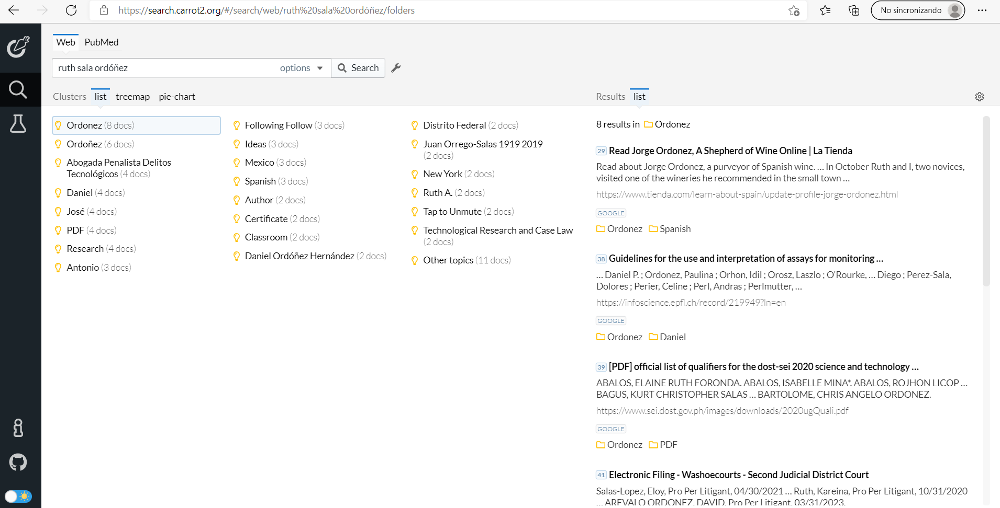 https://search.carrot2.org/#/search/web/ruth%20sala%20ordóñez/folders
No sincronizando
Web PubMed
ruth sala ordóñez options Search
Clusters list treemap pie-chart
Ordonez (8 docs)
Ordoñez (6 docs)
Abogada Penalista Delitos
Tecnológicos (4 docs)
Daniel (4 docs)
José (4 docs)
PDF (4 docs)
Research (4 docs)
Antonio (3 docs)
Following Follow (3 docs)
Ideas (3 docs)
Mexico (3 docs)
Spanish (3 docs)
Author (2 docs)
Certificate (2 docs)
Classroom (2 docs)
Daniel Ordóñez Hernández (2 docs)
Distrito Federal (2 docs)
Juan Orrego-Salas 1919 2019
(2 docs)
New York (2 docs)
Ruth A. (2 docs)
Tap to Unmute (2 docs)
Technological Research and Case Law
(2 docs)
Other topics (11 docs)
Results list
8 results in Ordonez
29 Read Jorge Ordonez, A Shepherd of Wine Online | La Tienda
Read about Jorge Ordonez, a purveyor of Spanish wine. ... In October Ruth and I, two novices,
visited one of the wineries he recommended in the small town ...
https://www.tienda.com/learn-about-spain/update-profile-jorge-ordonez.html
GOOGLE
Ordonez Spanish
38 Guidelines for the use and interpretation of assays for monitoring ...
... Daniel P. ; Ordonez, Paulina ; Orhon, Idil ; Orosz, Laszlo ; O'Rourke, ... Diego ; Perez-Sala,
Dolores ; Perier, Celine ; Perl, Andras ; Perlmutter, ...
https://infoscience.epfl.ch/record/219949?ln=en
GOOGLE
Ordonez Daniel
39 [PDF] official list of qualifiers for the dost-sei 2020 science and technology ...
ABALOS, ELAINE RUTH FORONDA. ABALOS, ISABELLE MINA*. ABALOS, ROJHON LICOP ...
BAGUS, KURT CHRISTOPHER SALAS ... BARTOLOME, CHRIS ANGELO ORDONEZ.
https://www.sei.dost.gov.ph/images/downloads/2020ugQuali.pdf
GOOGLE
Ordonez PDF
41 Electronic Filing - Washoecourts - Second Judicial District Court
Salas-Lopez, Eloy, Pro Per Litigant, 04/30/2021 ... Ruth, Kareina, Pro Per Litigant, 10/31/2020
... AREVALO ORDONEZ, DAVID, Pro Per Litigant, 03/31/2023.